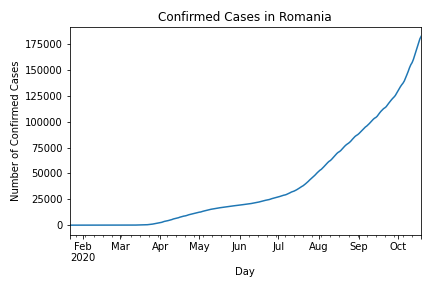 Confirmed Cases in Romania
Number of Confirmed Cases
175000
150000
125000
100000
75000
50000
25000
0
Feb Mar Apr May Jun Jul Aug Sep Oct
2020
Day